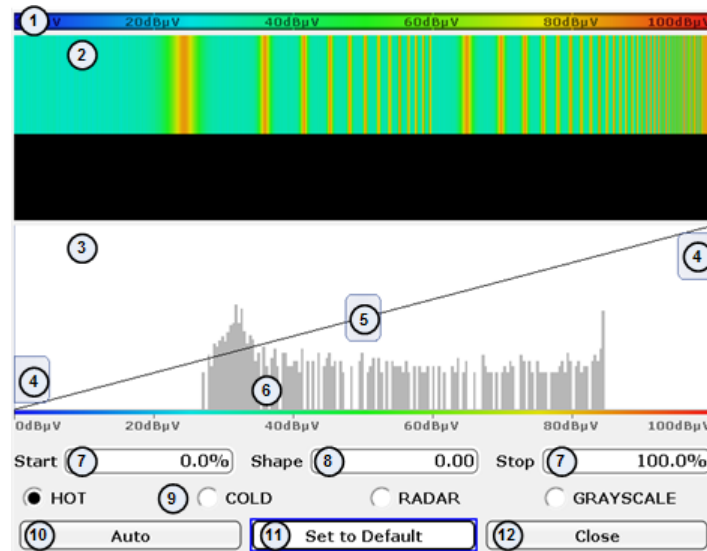 1 dBµV 20dBµV 40dBµV 60dBµV 80dBµV 100dBµV
2
3
4
5
4
6
0dBµV 20dBµV 40dBµV 60dBµV 80dBµV 100dBµV
Start 7 0.0% Shape 8 0.00 Stop 7 100.0%
HOT 9 COLD RADAR GRAYSCALE
10 Auto 11 Set to Default 12 Close